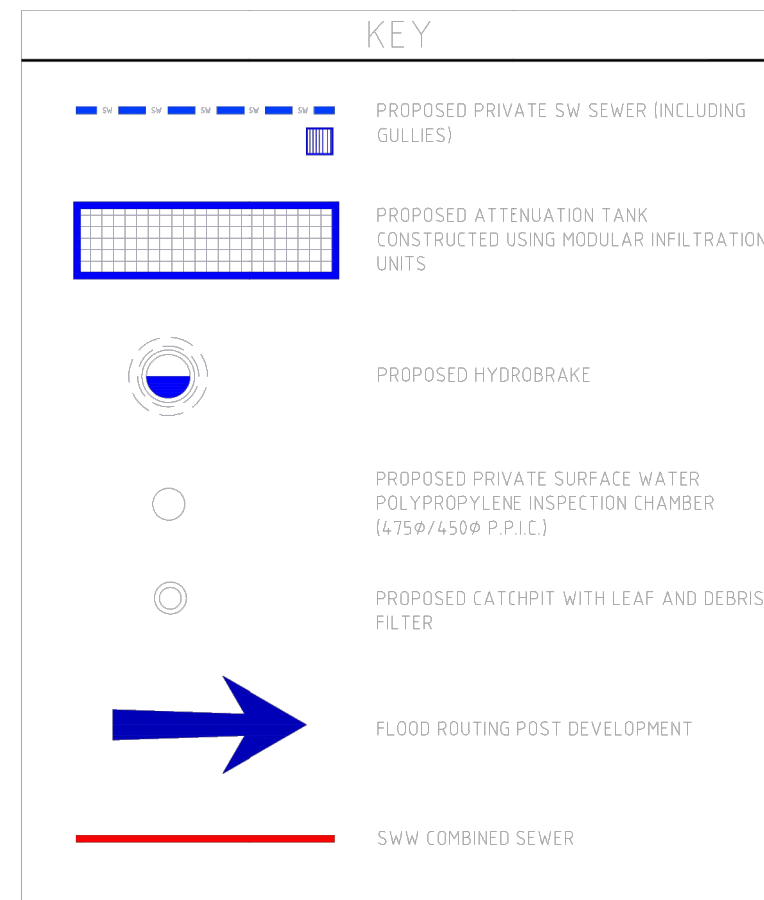 KEY
SW SW SW SW SW
PROPOSED PRIVATE SW SEWER (INCLUDING
GULLIES)
PROPOSED ATTENUATION TANK
CONSTRUCTED USING MODULAR INFILTRATION
UNITS
PROPOSED HYDROBRAKE
PROPOSED PRIVATE SURFACE WATER
POLYPROPYLENE INSPECTION CHAMBER
(475Ø/450Ø P.P.I.C.)
PROPOSED CATCHPIT WITH LEAF AND DEBRIS
FILTER
FLOOD ROUTING POST DEVELOPMENT
SWW COMBINED SEWER